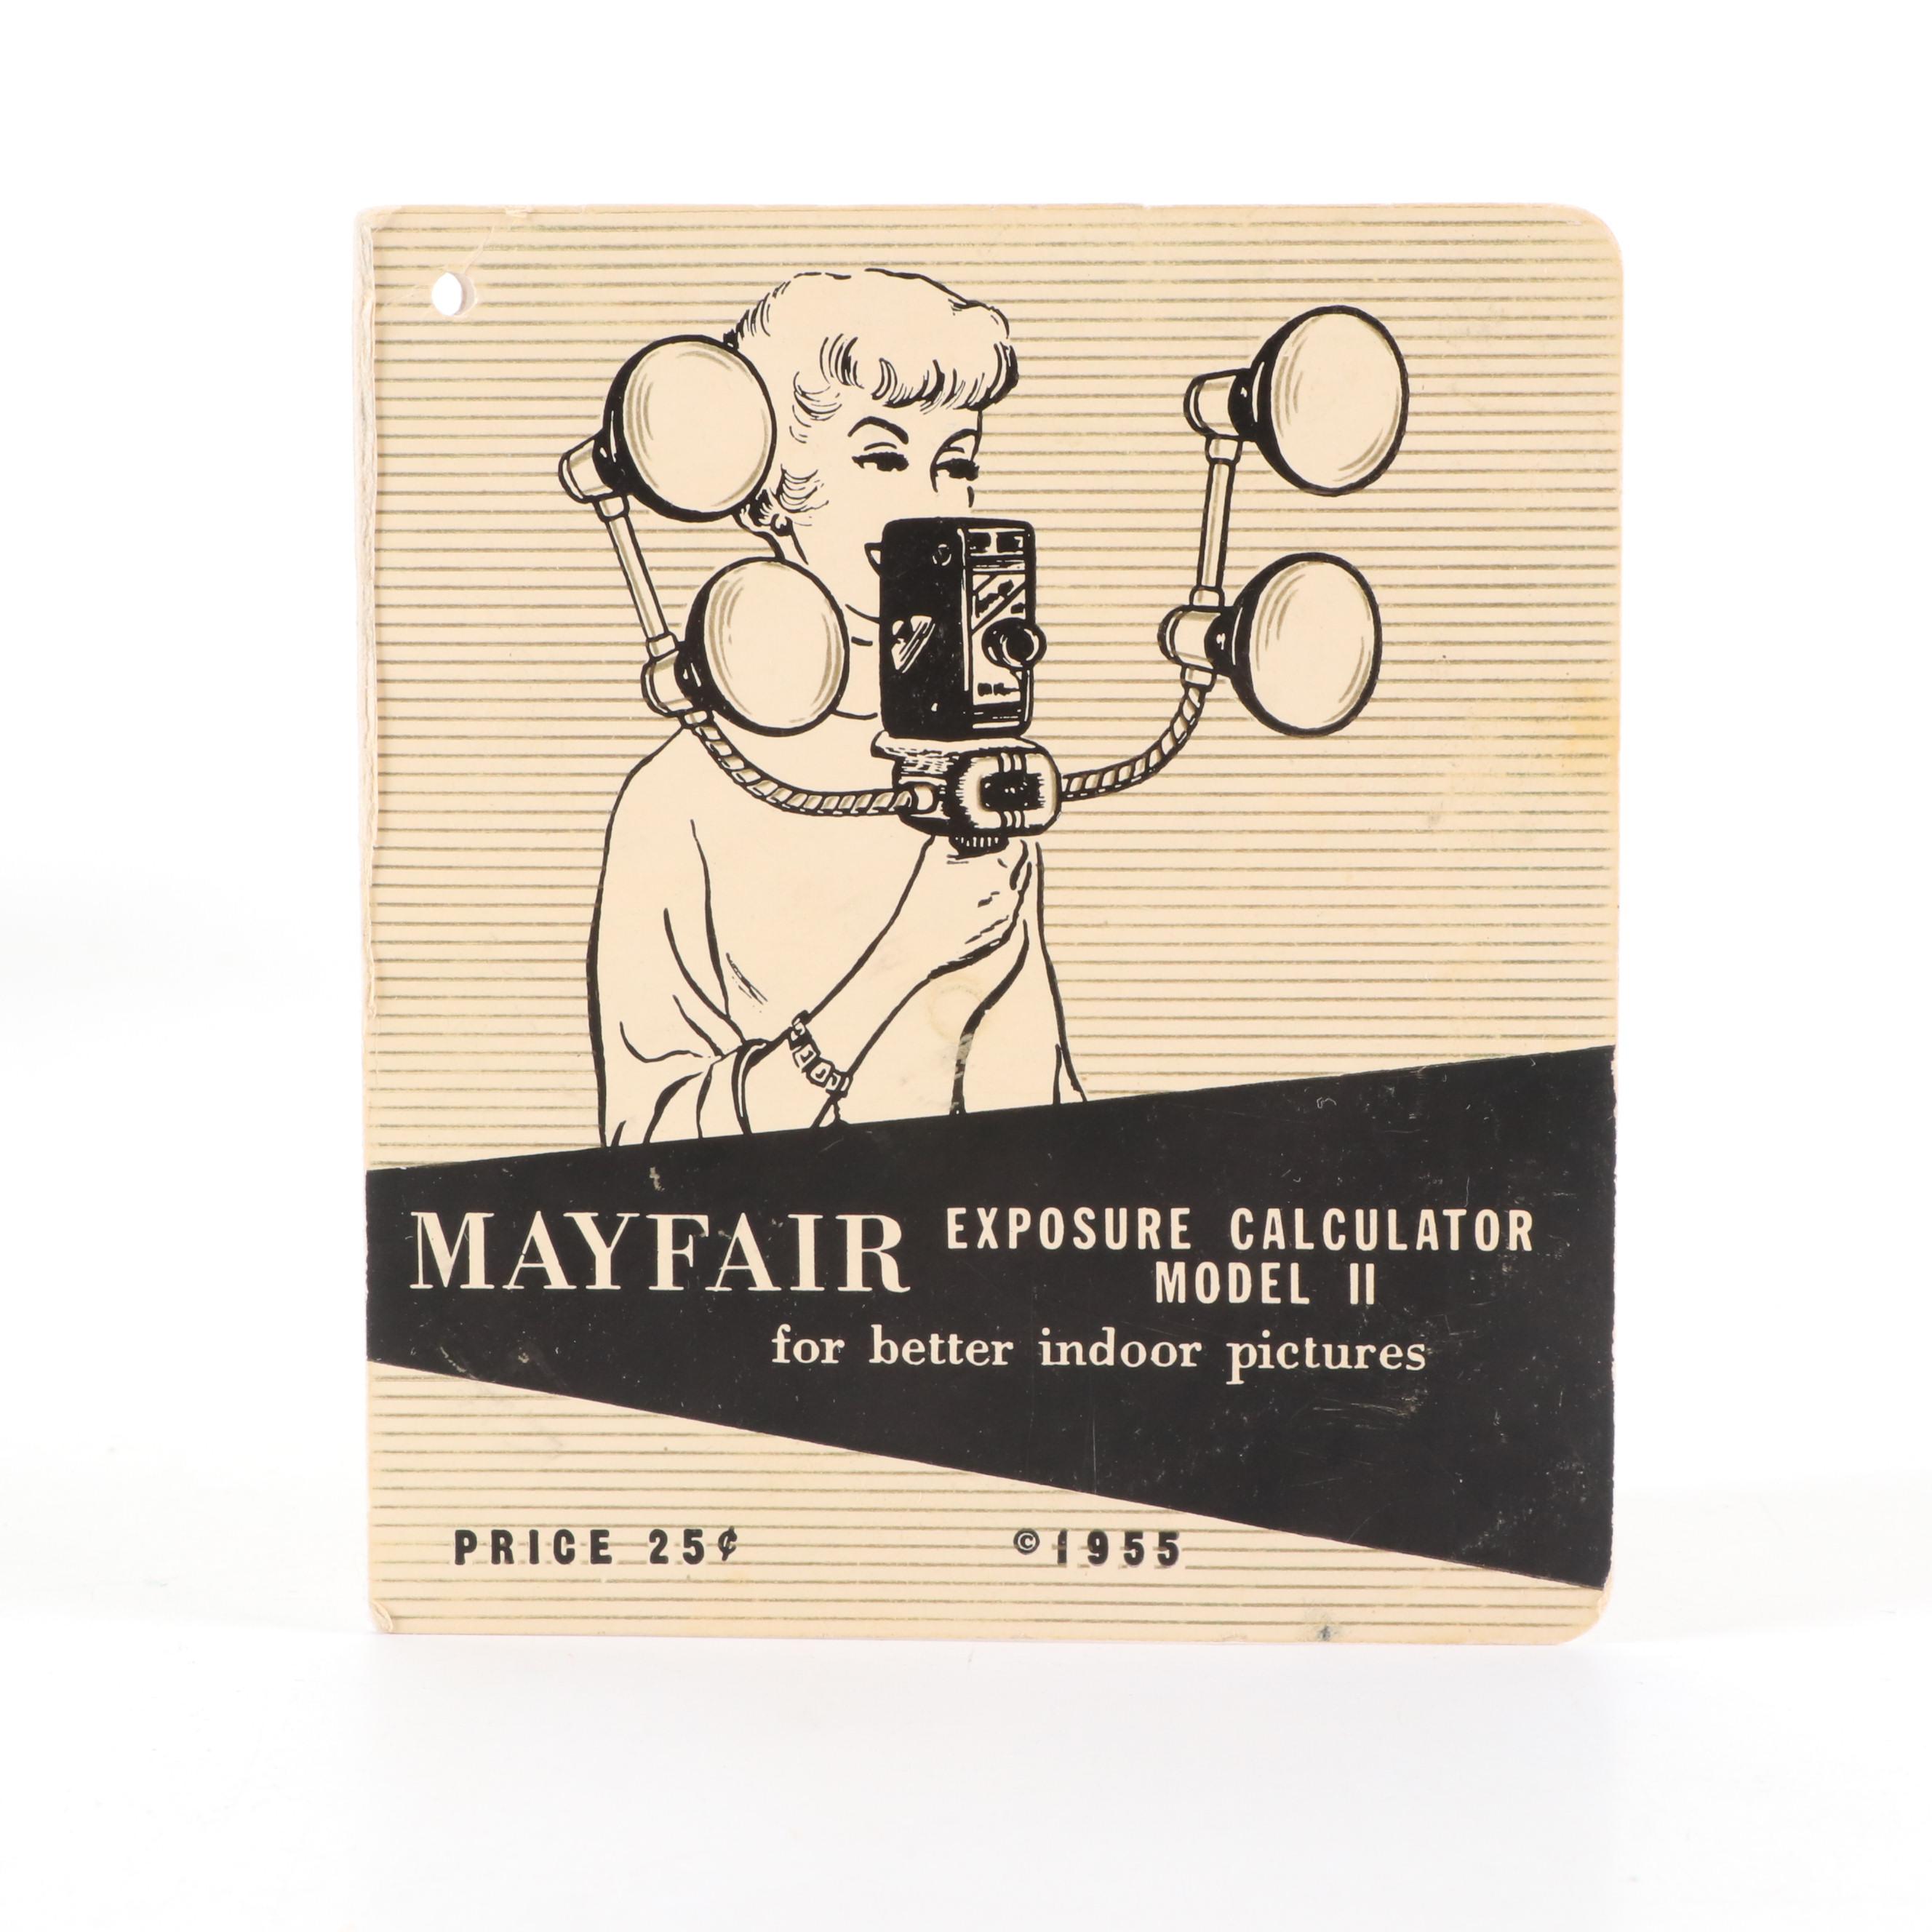 MAYFAIR EXPOSURE CALCULATOR
MODEL II
for better indoor pictures
PRICE 25¢ © 1955